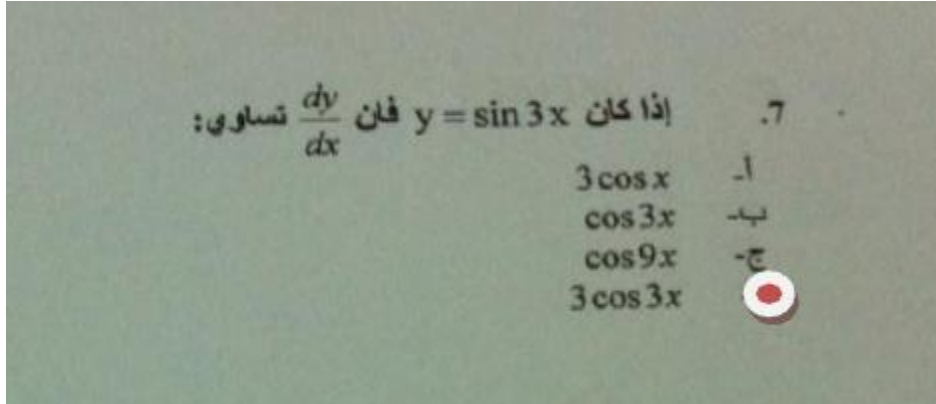 7. إذا كان y = sin 3x فان dy/dx تساوي:
أ- 3 cos x
ب- cos 3x
ج- cos 9x
3 cos 3x